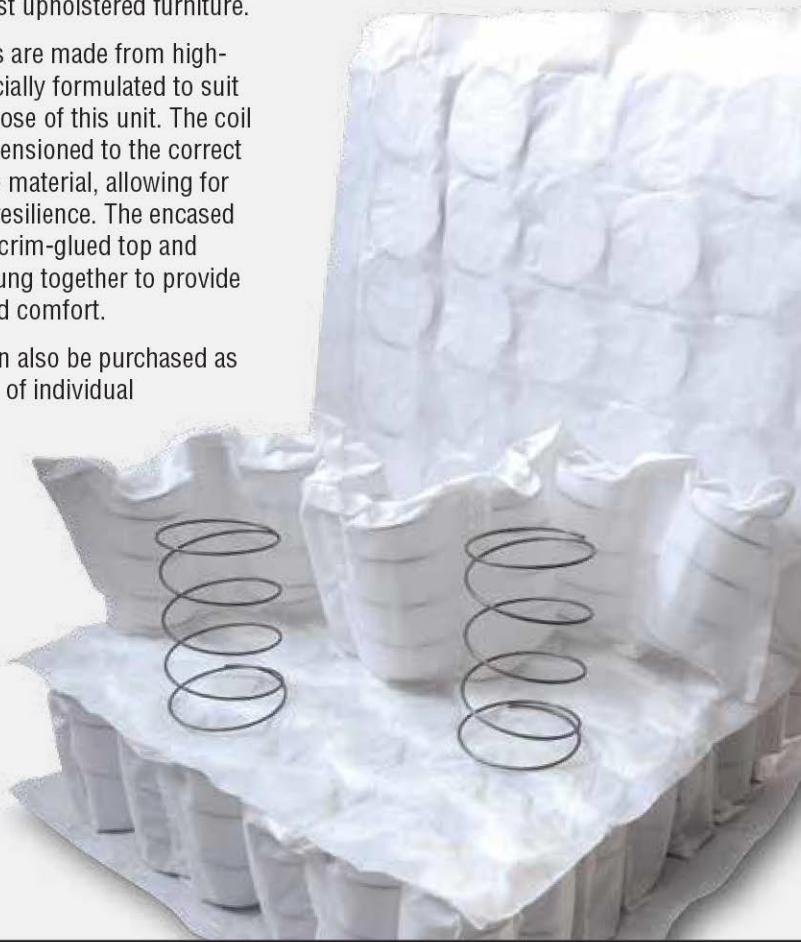 st upholstered furniture.
s are made from high-
cially formulated to suit
ose of this unit. The coil
ensioned to the correct
material, allowing for
resilience. The encased
crim-glued top and
ung together to provide
d comfort.
n also be purchased as
of individual